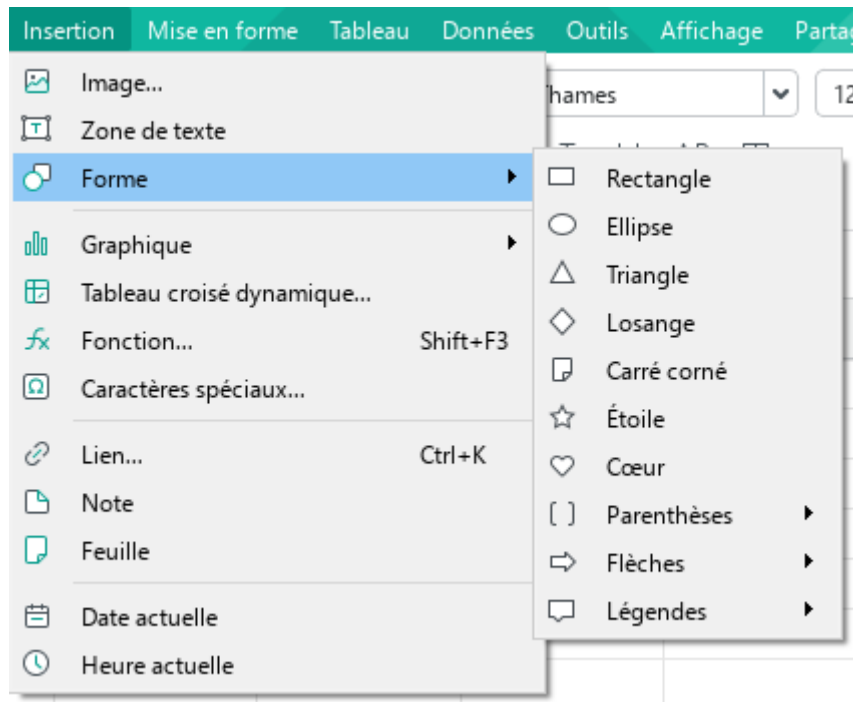 Insertion Mise en forme Tableau Données Outils Affichage
Image...
Zone de texte
Forme
Graphique
Tableau croisé dynamique...
Fonction... Shift+F3
Caractères spéciaux...
Lien... Ctrl+K
Note
Feuille
Date actuelle
Heure actuelle
12
Rectangle
Ellipse
Triangle
Losange
Carré corné
Étoile
Cœur
Parenthèses
Flèches
Légendes